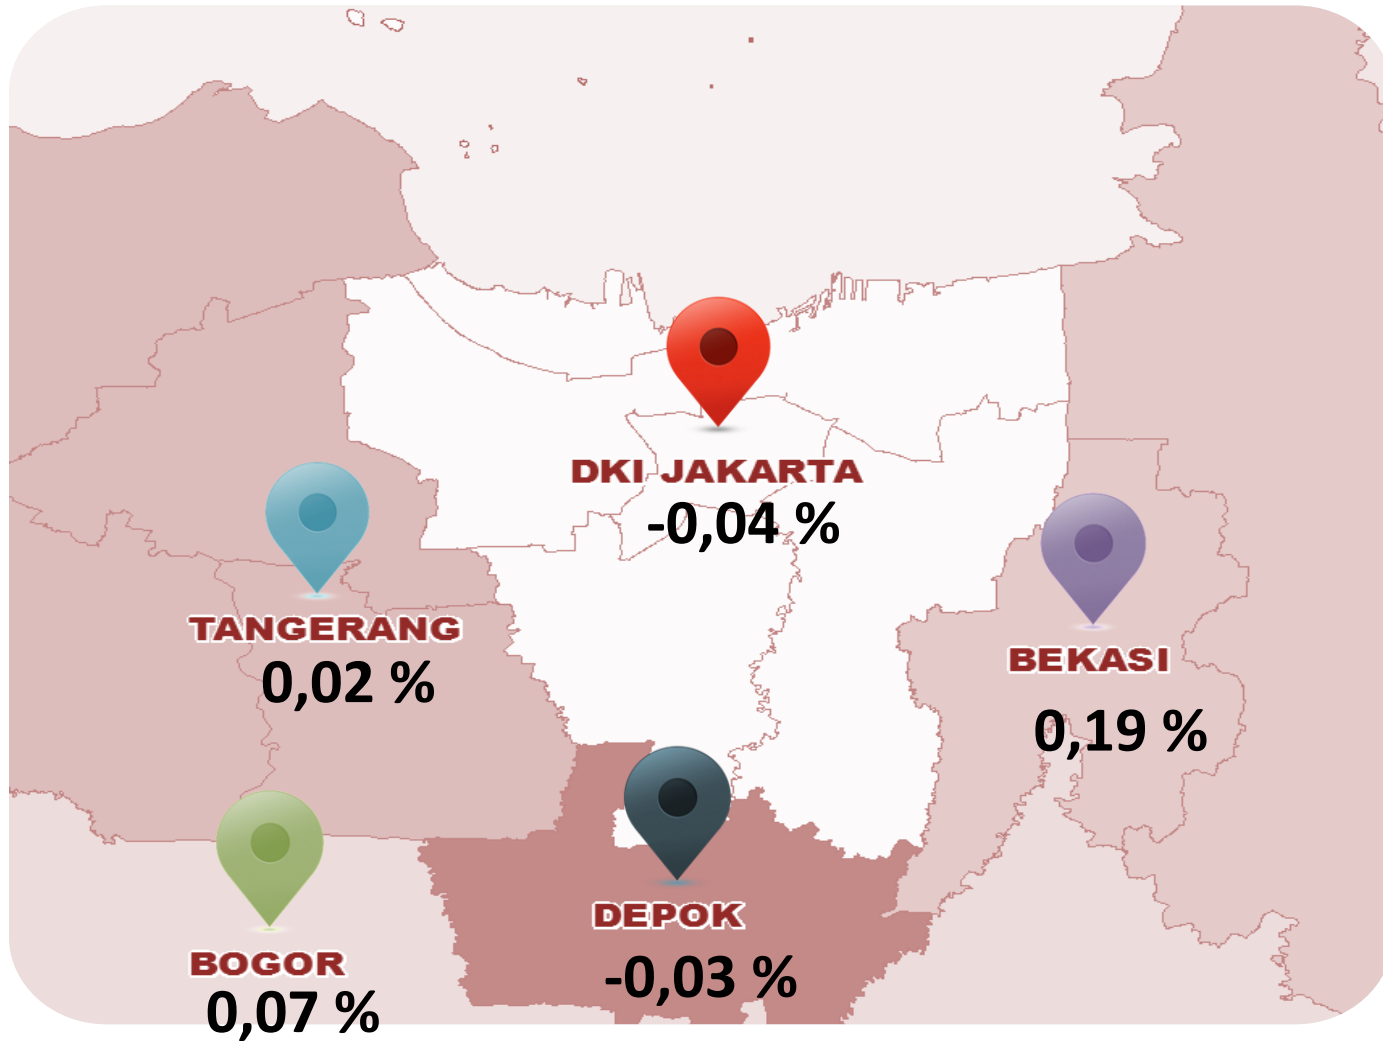 DKI JAKARTA
-0,04 %
TANGERANG
0,02 %
BEKASI
0,19 %
DEPOK
-0,03 %
BOGOR
0,07 %